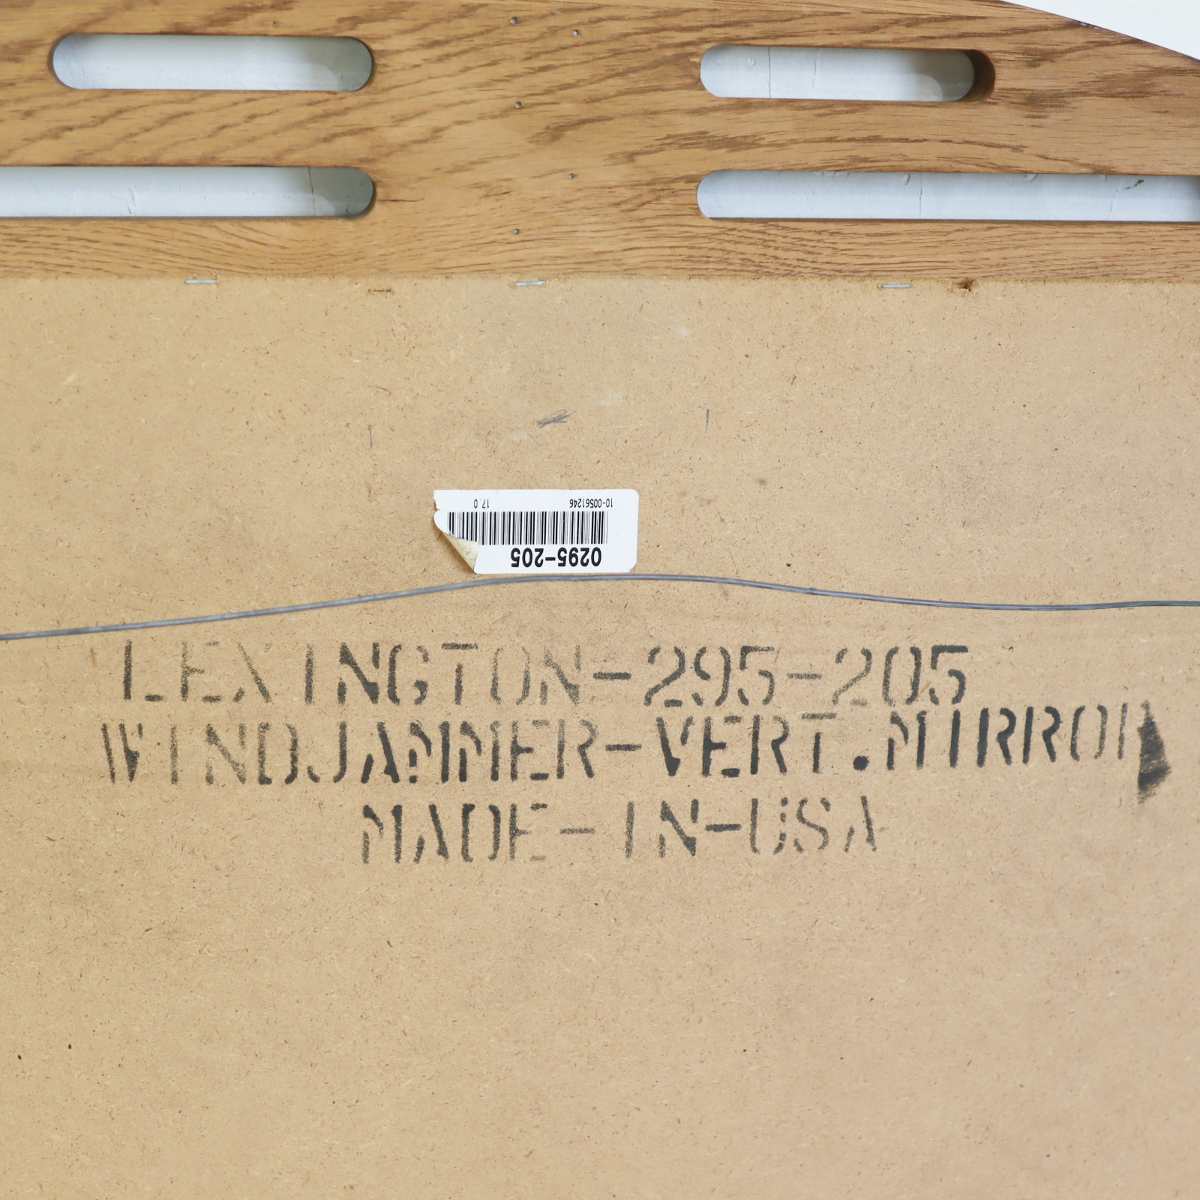 10-00561246 17 0
0295-205
LEXINGTON-295-205
WINDJAMMER-VERT.MIRROR
MADE-IN-USA